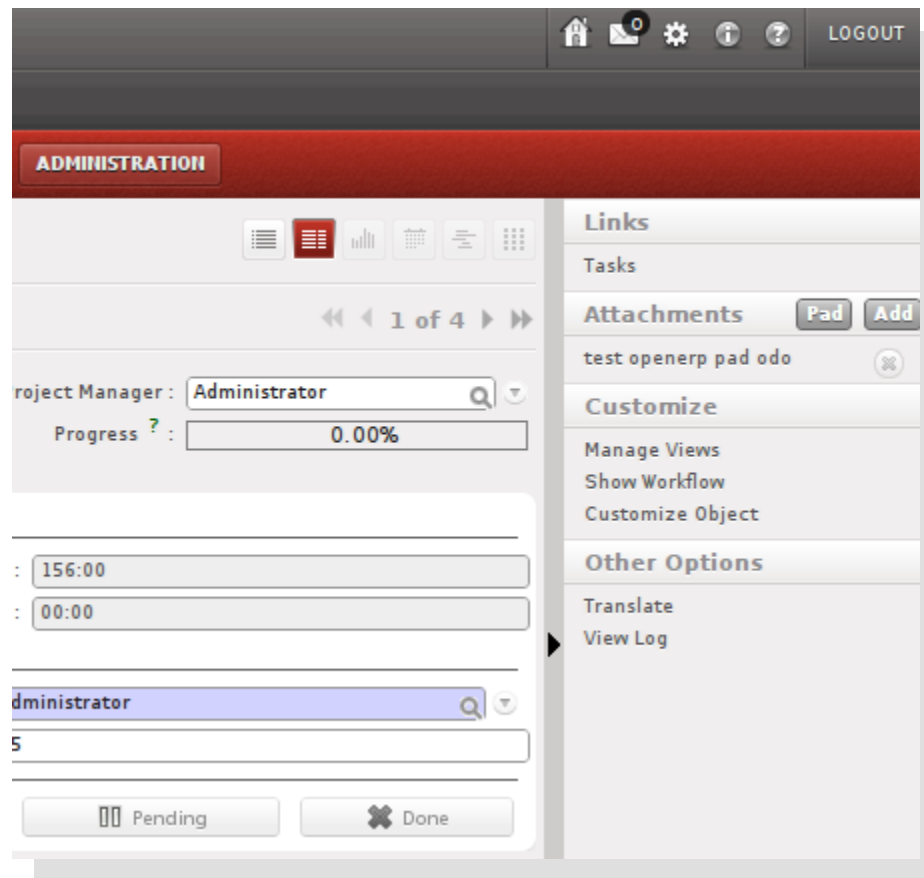 0
LOGOUT
ADMINISTRATION
1 of 4
roject Manager : Administrator
Progress ? : 0.00%
: 156:00
: 00:00
dministrator
5
Pending
Done
Links
Tasks
Attachments Pad Add
test openerp pad odo
Customize
Manage Views
Show Workflow
Customize Object
Other Options
Translate
View Log